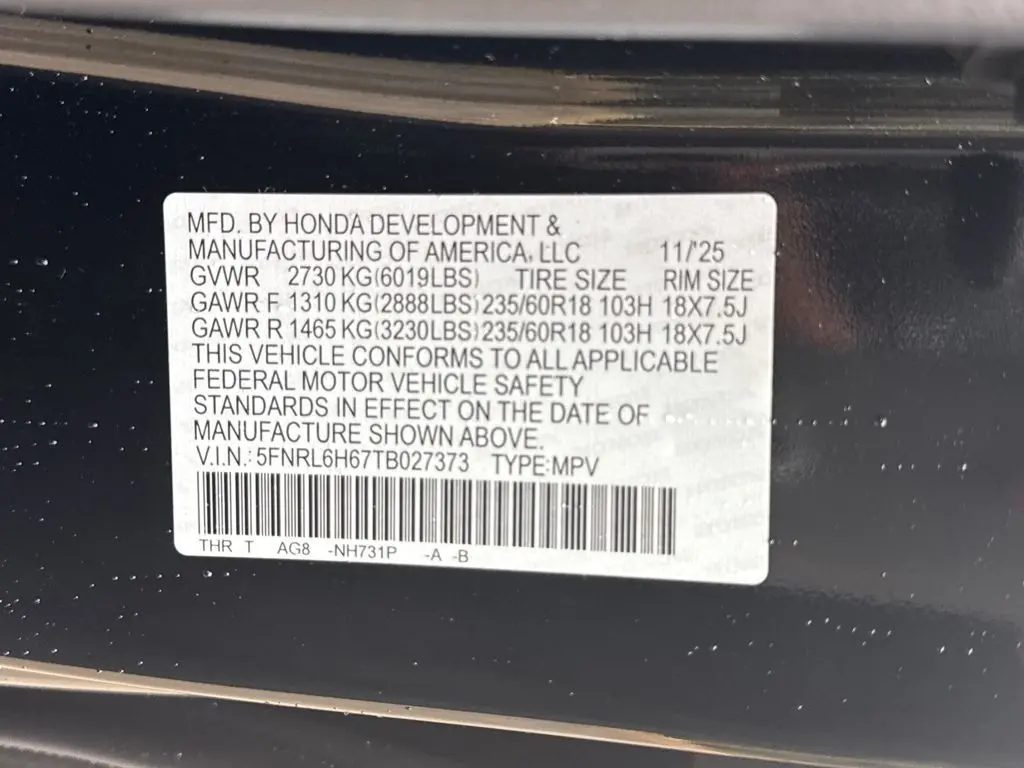 MFD. BY HONDA DEVELOPMENT &
MANUFACTURING OF AMERICA, LLC 11/'25
GVWR 2730 KG(6019LBS) TIRE SIZE RIM SIZE
GAWR F 1310 KG(2888LBS) 235/60R18 103H 18X7.5J
GAWR R 1465 KG(3230LBS) 235/60R18 103H 18X7.5J
THIS VEHICLE CONFORMS TO ALL APPLICABLE
FEDERAL MOTOR VEHICLE SAFETY
STANDARDS IN EFFECT ON THE DATE OF
MANUFACTURE SHOWN ABOVE.
V.I.N.: 5FNRL6H67TB027373 TYPE:MPV
THR T AG8 -NH731P -A -B